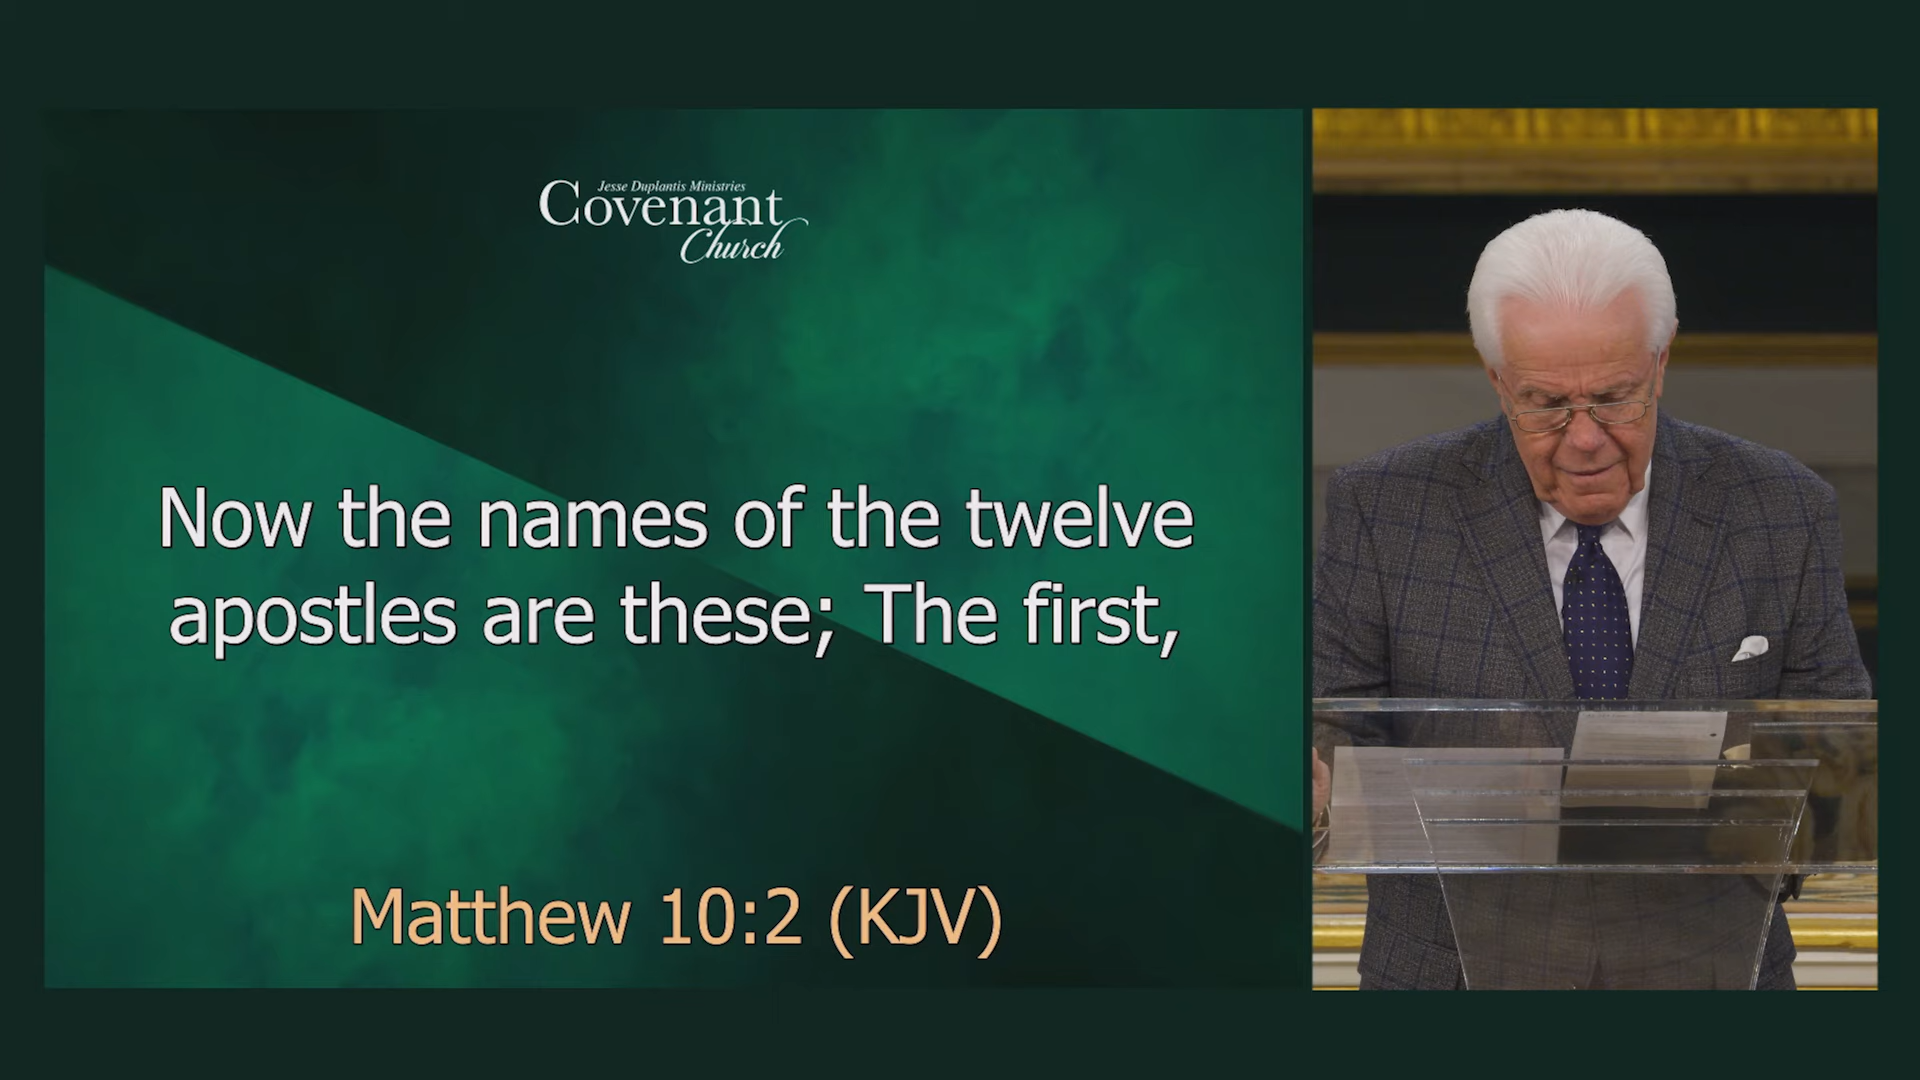 Jesse Duplantis Ministries
Covenant
Church
Now the names of the twelve
apostles are these; The first,
Matthew 10:2 (KJV)